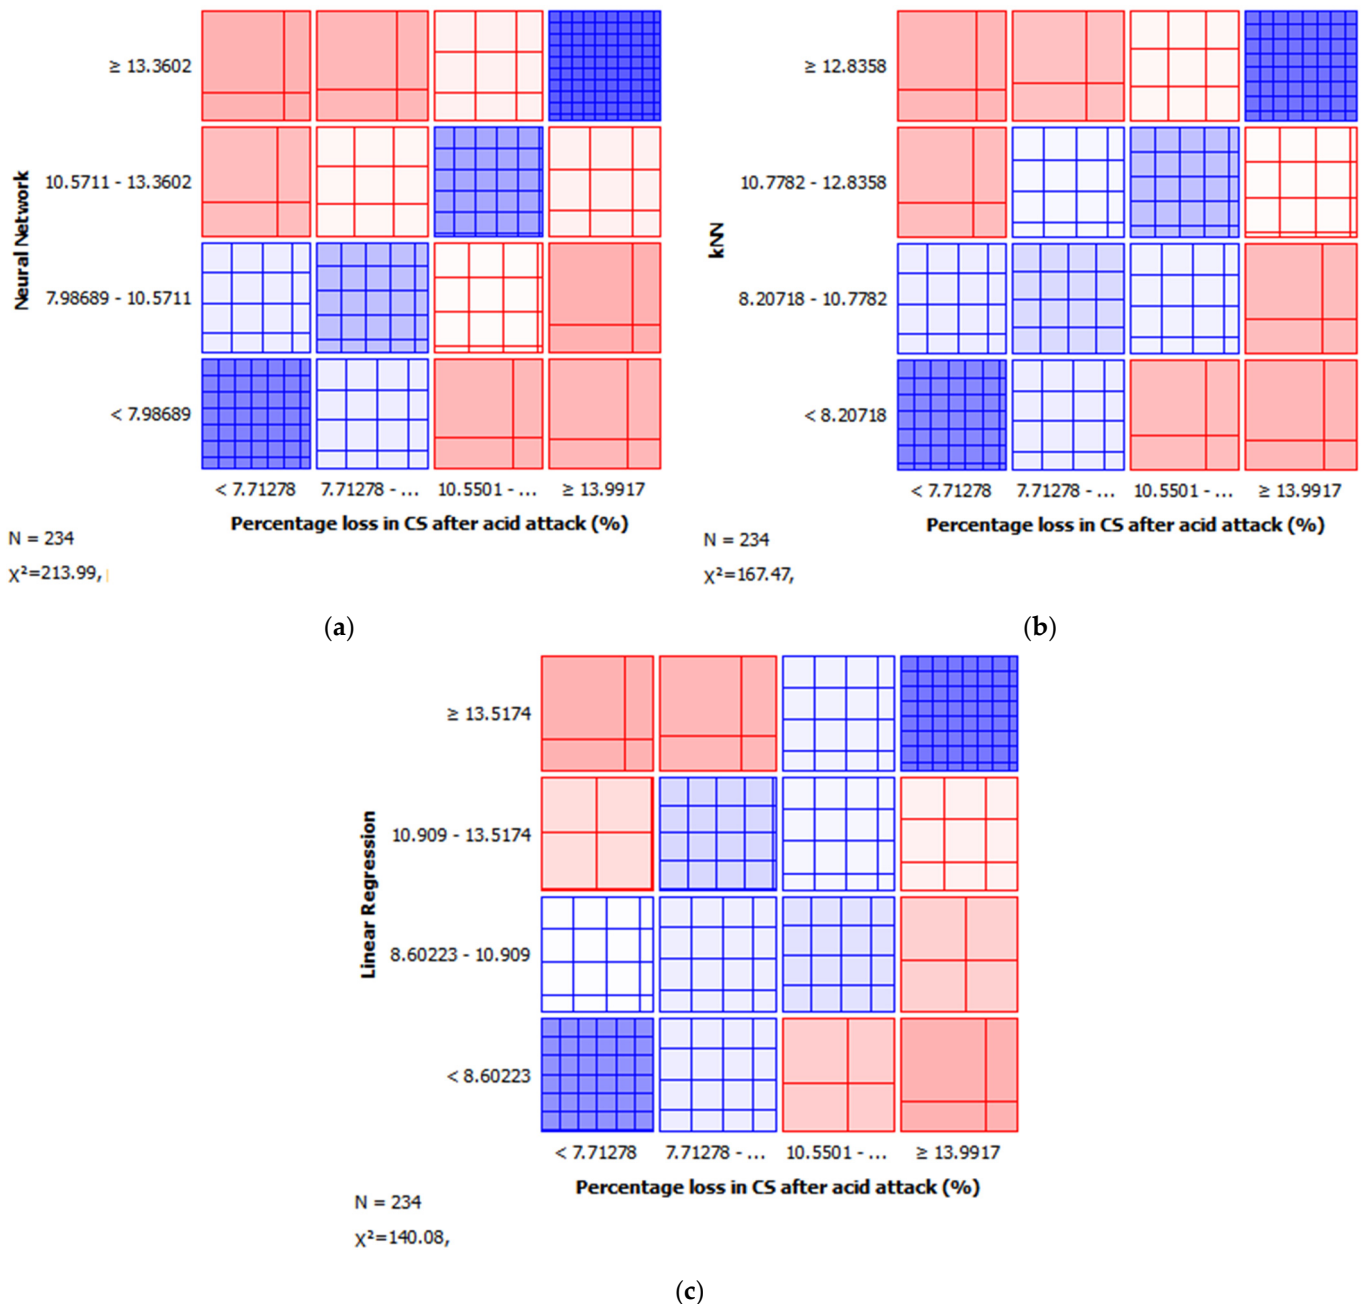 Neural Network
≥ 13.3602
10.5711 - 13.3602
7.98689 - 10.5711
< 7.98689
< 7.71278 7.71278 - ... 10.5501 - ... ≥ 13.9917
Percentage loss in CS after acid attack (%)
N = 234
χ²=213.99,
(a)
kNN
≥ 12.8358
10.7782 - 12.8358
8.20718 - 10.7782
< 8.20718
< 7.71278 7.71278 - ... 10.5501 - ... ≥ 13.9917
Percentage loss in CS after acid attack (%)
N = 234
χ²=167.47,
(b)
Linear Regression
≥ 13.5174
10.909 - 13.5174
8.60223 - 10.909
< 8.60223
< 7.71278 7.71278 - ... 10.5501 - ... ≥ 13.9917
Percentage loss in CS after acid attack (%)
N = 234
χ²=140.08,
(c)